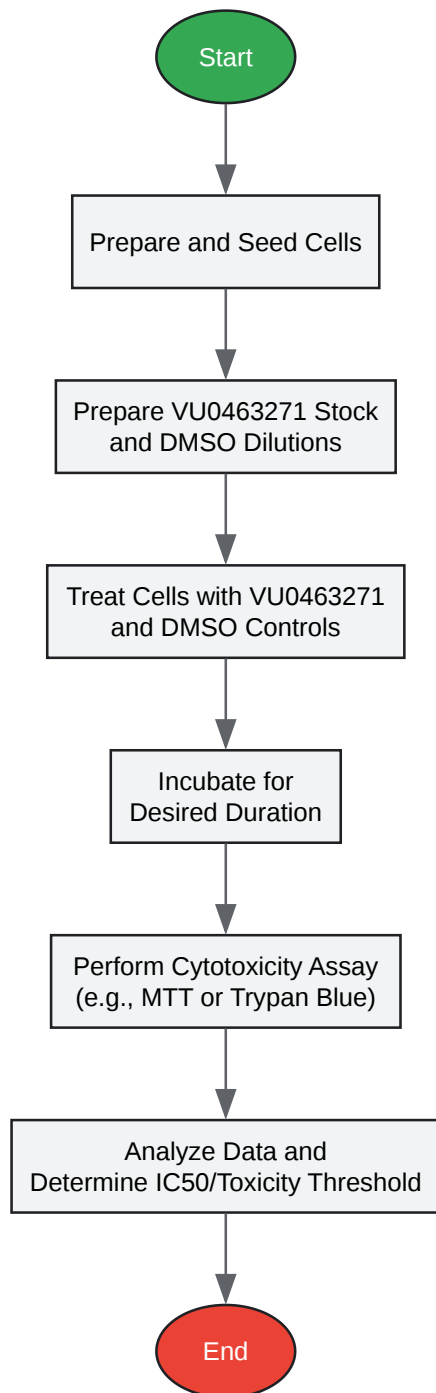 Start
Prepare and Seed Cells
Prepare VU0463271 Stock
and DMSO Dilutions
Treat Cells with VU0463271
and DMSO Controls
Incubate for
Desired Duration
Perform Cytotoxicity Assay
(e.g., MTT or Trypan Blue)
Analyze Data and
Determine IC50/Toxicity Threshold
End